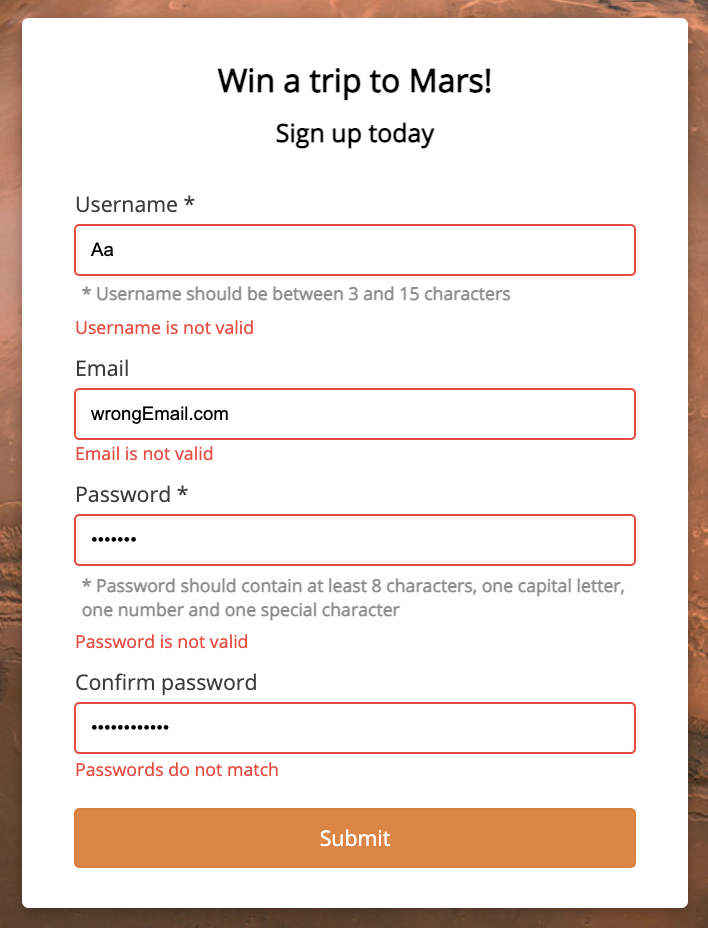 Win a trip to Mars!
Sign up today
Username *
Aa
* Username should be between 3 and 15 characters
Username is not valid
Email
wrongEmail.com
Email is not valid
Password *
•••••••
* Password should contain at least 8 characters, one capital letter,
one number and one special character
Password is not valid
Confirm password
••••••••••••
Passwords do not match
Submit